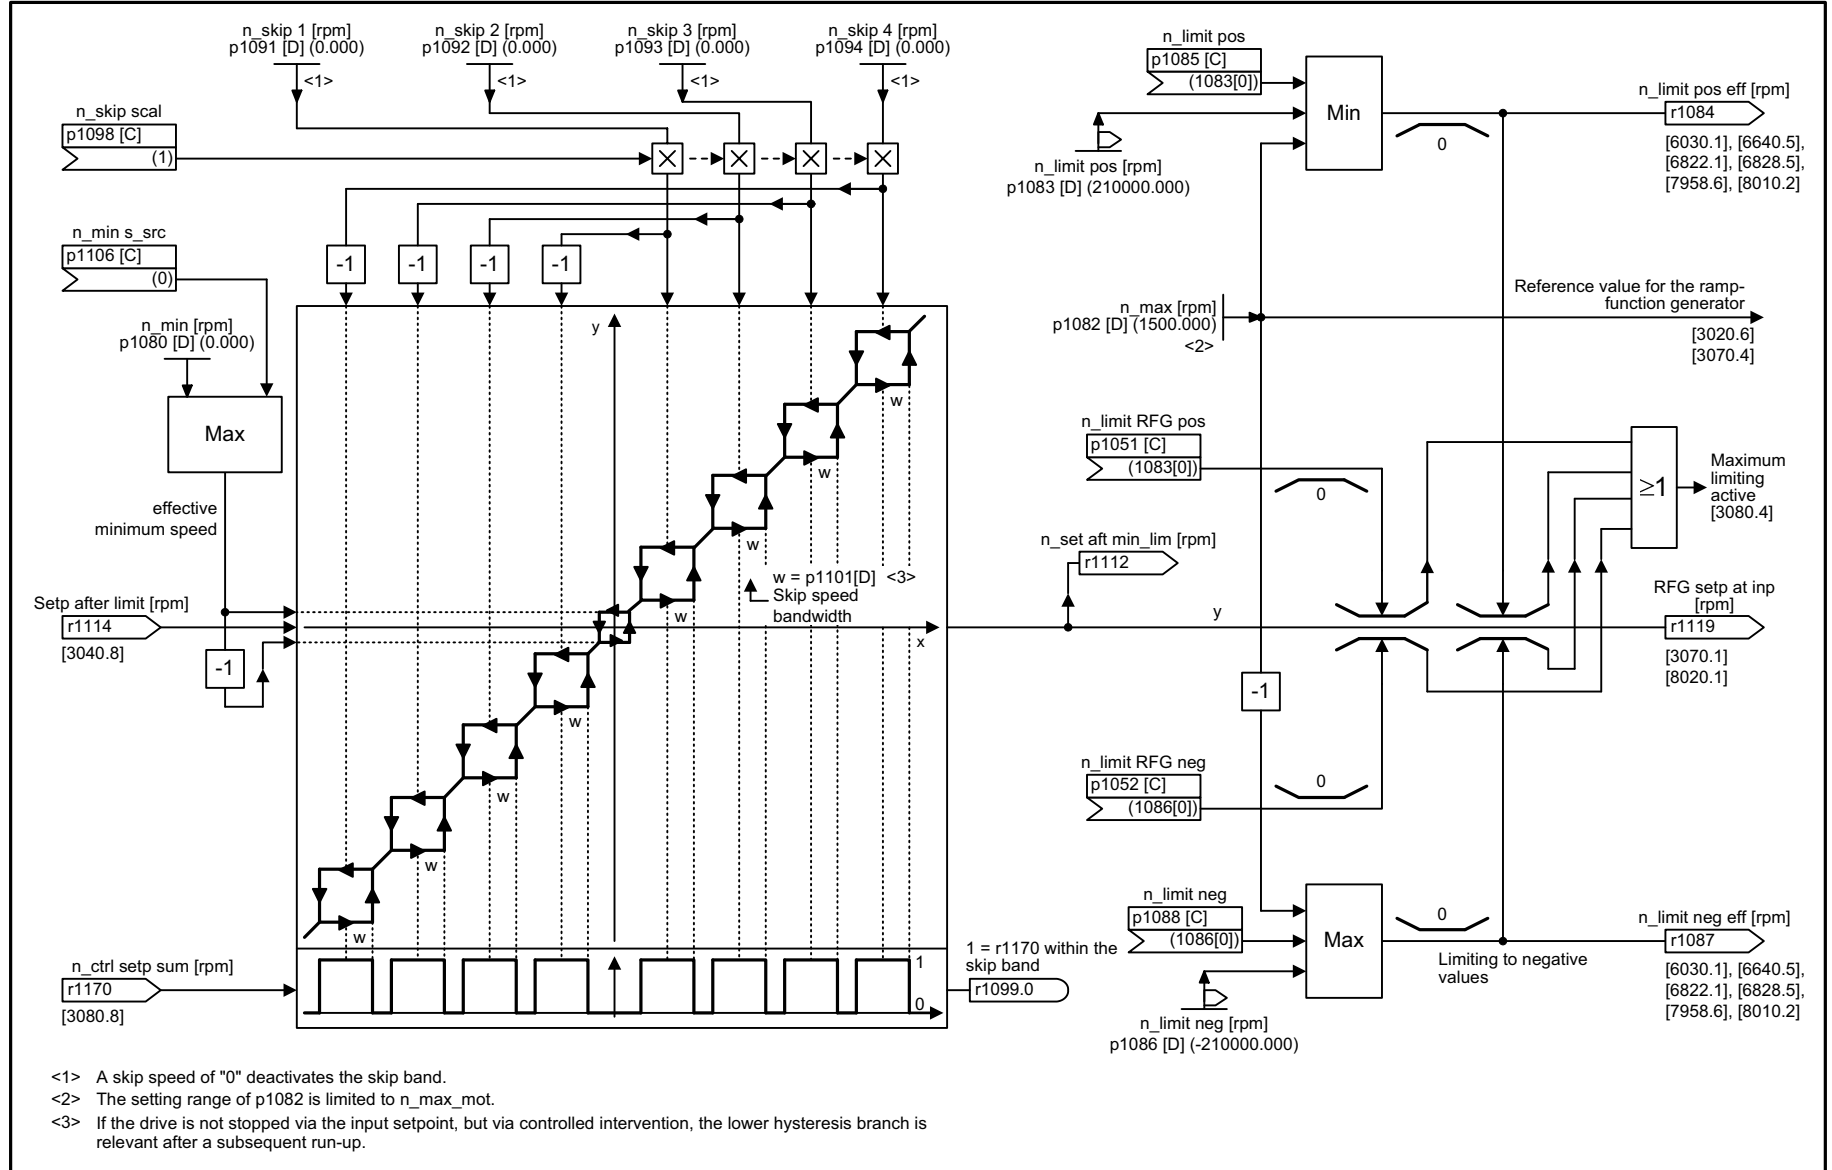 n_skip 1 [rpm]
p1091 [D] (0.000)
<1>
n_skip 2 [rpm]
p1092 [D] (0.000)
<1>
n_skip 3 [rpm]
p1093 [D] (0.000)
<1>
n_skip 4 [rpm]
p1094 [D] (0.000)
<1>
n_skip scal
p1098 [C]
(1)
n_min s_src
p1106 [C]
(0)
-1
-1
-1
-1
n_min [rpm]
p1080 [D] (0.000)
Max
effective
minimum speed
Setp after limit [rpm]
r1114
[3040.8]
-1
y
x
w
w
w
w
w
w
w
w
w = p1101[D] <3>
Skip speed
bandwidth
n_ctrl setp sum [rpm]
r1170
[3080.8]
1
0
1 = r1170 within the
skip band
r1099.0
n_limit pos
p1085 [C]
(1083[0])
n_limit pos [rpm]
p1083 [D] (210000.000)
Min
0
n_limit pos eff [rpm]
r1084
[6030.1], [6640.5],
[6822.1], [6828.5],
[7958.6], [8010.2]
n_max [rpm]
p1082 [D] (1500.000)
<2>
Reference value for the ramp-
function generator
[3020.6]
[3070.4]
n_limit RFG pos
p1051 [C]
(1083[0])
0
≥1
Maximum
limiting
active
[3080.4]
n_set aft min_lim [rpm]
r1112
y
RFG setp at inp
[rpm]
r1119
[3070.1]
[8020.1]
-1
n_limit RFG neg
p1052 [C]
(1086[0])
0
n_limit neg
p1088 [C]
(1086[0])
n_limit neg [rpm]
p1086 [D] (-210000.000)
Max
0
Limiting to negative
values
n_limit neg eff [rpm]
r1087
[6030.1], [6640.5],
[6822.1], [6828.5],
[7958.6], [8010.2]
<1> A skip speed of "0" deactivates the skip band.
<2> The setting range of p1082 is limited to n_max_mot.
<3> If the drive is not stopped via the input setpoint, but via controlled intervention, the lower hysteresis branch is
relevant after a subsequent run-up.